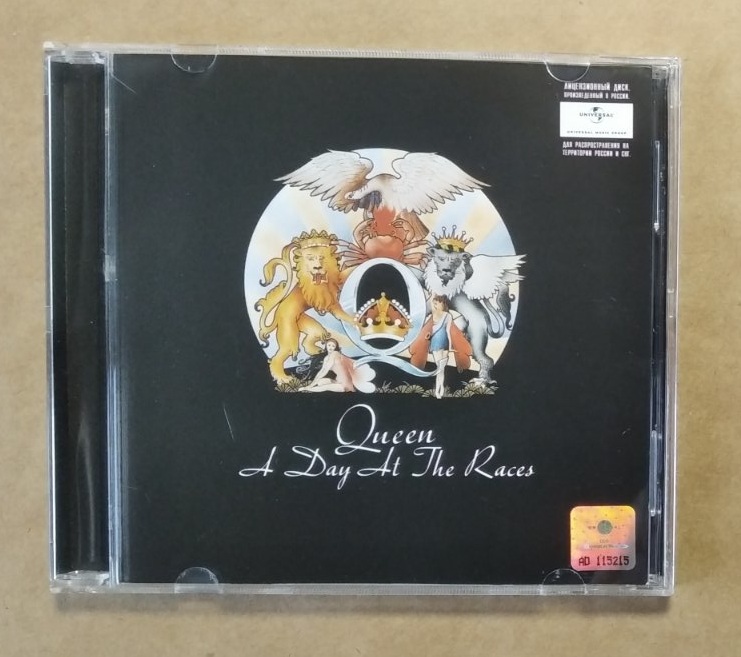 ЛИЦЕНЗИОННЫЙ ДИСК.
ПРОИЗВЕДЕННЫЙ В РОССИИ.
UNIVERSAL
UNIVERSAL MUSIC GROUP
ДЛЯ РАСПРОСТРАНЕНИЯ НА
ТЕРРИТОРИИ РОССИИ И СНГ.
Queen
A Day At The Races
AD 115215